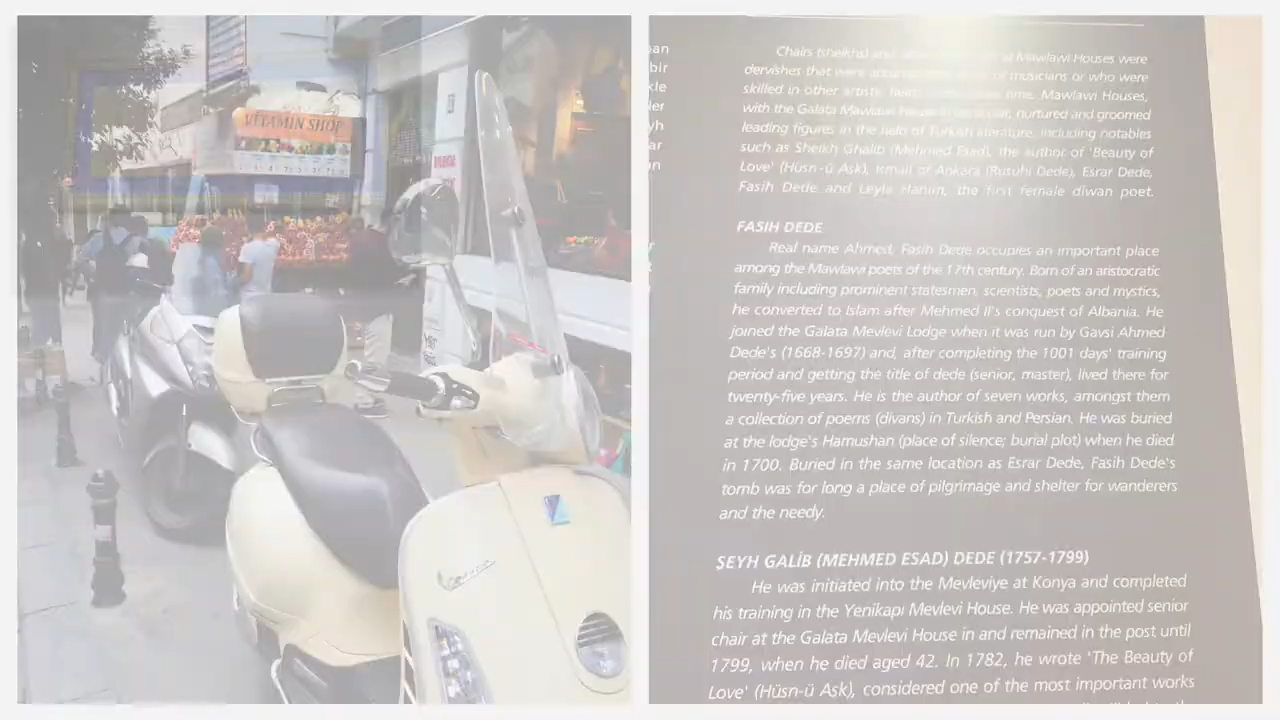 VITAMIN SHOP
Vespa
ban
bir
kle
ler
yh
ar
an
Chairs (sheikhs) and at Mawlawi Houses were
dervishes that were musicians or who were
skilled in other artistic time. Mawlawi Houses,
with the Galata Mawlawi nurtured and groomed
leading figures in the field of Turkish literature, including notables
such as Sheikh Ghalib (Mehmed Esad), the author of 'Beauty of
Love' (Hüsn-ü Aşk), Ismail of Ankara (Rusuhi Dede), Esrar Dede,
Fasih Dede and Leyla Hanım, the first female diwan poet.
FASIH DEDE
Real name Ahmed, Fasih Dede occupies an important place
among the Mawlawi poets of the 17th century. Born of an aristocratic
family including prominent statesmen, scientists, poets and mystics,
he converted to Islam after Mehmed II's conquest of Albania. He
joined the Galata Mevlevi Lodge when it was run by Gavsi Ahmed
Dede's (1668-1697) and, after completing the 1001 days' training
period and getting the title of dede (senior, master), lived there for
twenty-five years. He is the author of seven works, amongst them
a collection of poems (divans) in Turkish and Persian. He was buried
at the lodge's Hamushan (place of silence; burial plot) when he died
in 1700. Buried in the same location as Esrar Dede, Fasih Dede's
tomb was for long a place of pilgrimage and shelter for wanderers
and the needy.
ŞEYH GALİB (MEHMED ESAD) DEDE (1757-1799)
He was initiated into the Mevleviye at Konya and completed
his training in the Yenikapı Mevlevi House. He was appointed senior
chair at the Galata Mevlevi House in and remained in the post until
1799, when he died aged 42. In 1782, he wrote 'The Beauty of
Love' (Hüsn-ü Aşk), considered one of the most important works